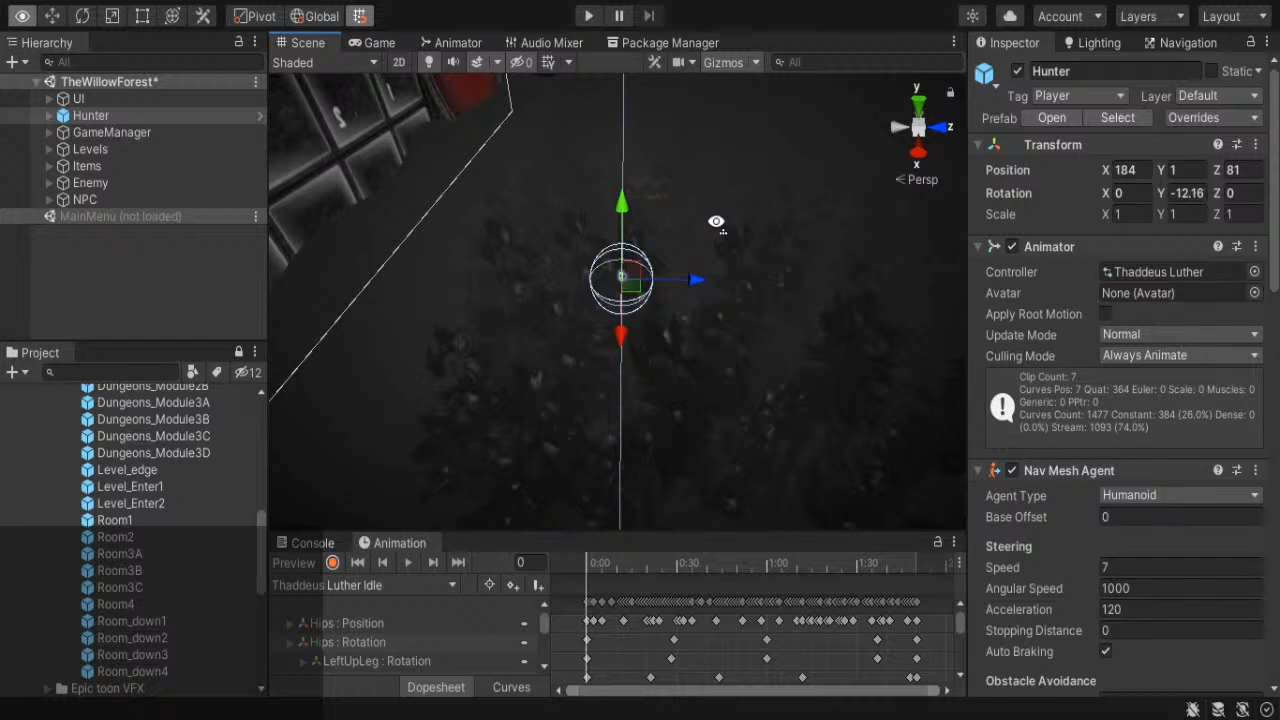 Pivot Global Account Layers Layout
Hierarchy
All
TheWillowForest*
UI
Hunter
GameManager
Levels
Items
Enemy
NPC
MainMenu (not loaded)
Project
12
Dungeons_Module2B
Dungeons_Module3A
Dungeons_Module3B
Dungeons_Module3C
Dungeons_Module3D
Level_edge
Level_Enter1
Level_Enter2
Room1
Room2
Room3A
Room3B
Room3C
Room4
Room_down1
Room_down2
Room_down3
Room_down4
Epic toon VFX
Scene Game Animator Audio Mixer Package Manager
Shaded 2D 0 Gizmos All
y
z
x
Persp
Console Animation
Preview 0 0:00 0:30 1:00 1:30
Thaddeus Luther Idle
Hips : Position
Hips : Rotation
LeftUpLeg : Rotation
Dopesheet Curves
Inspector Lighting Navigation
Hunter Static
Tag Player Layer Default
Prefab Open Select Overrides
Transform
Position X 184 Y 1 Z 81
Rotation X 0 Y -12.16 Z 0
Scale X 1 Y 1 Z 1
Animator
Controller Thaddeus Luther
Avatar None (Avatar)
Apply Root Motion
Update Mode Normal
Culling Mode Always Animate
Clip Count: 7
Curves Pos: 7 Quat: 364 Euler: 0 Scale: 0 Muscles: 0
Generic: 0 PPtr: 0
Curves Count: 1477 Constant: 384 (26.0%) Dense: 0
(0.0%) Stream: 1093 (74.0%)
Nav Mesh Agent
Agent Type Humanoid
Base Offset 0
Steering
Speed 7
Angular Speed 1000
Acceleration 120
Stopping Distance 0
Auto Braking
Obstacle Avoidance